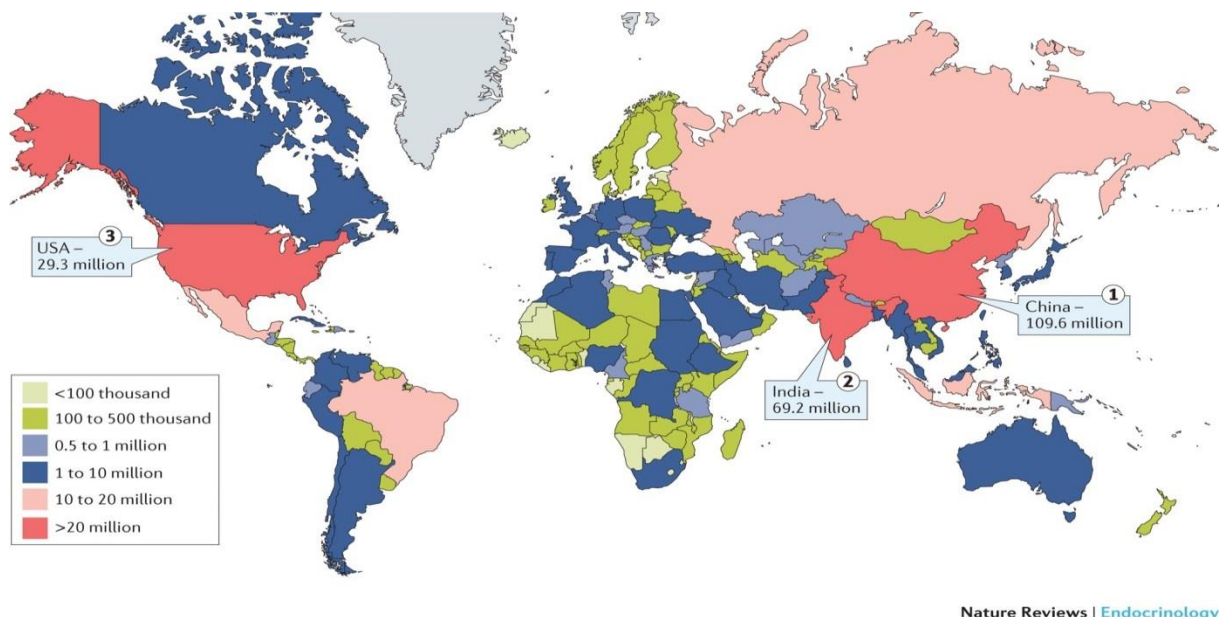 3
USA –
29.3 million
1
China –
109.6 million
2
India –
69.2 million
<100 thousand
100 to 500 thousand
0.5 to 1 million
1 to 10 million
10 to 20 million
>20 million
Nature Reviews | Endocrinology